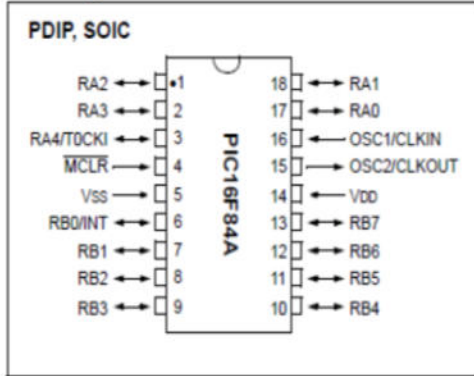 PDIP, SOIC
RA2 1 18 RA1
RA3 2 17 RA0
RA4/T0CKI 3 16 OSC1/CLKIN
MCLR 4 15 OSC2/CLKOUT
VSS 5 14 VDD
RB0/INT 6 13 RB7
RB1 7 12 RB6
RB2 8 11 RB5
RB3 9 10 RB4
PIC16F84A